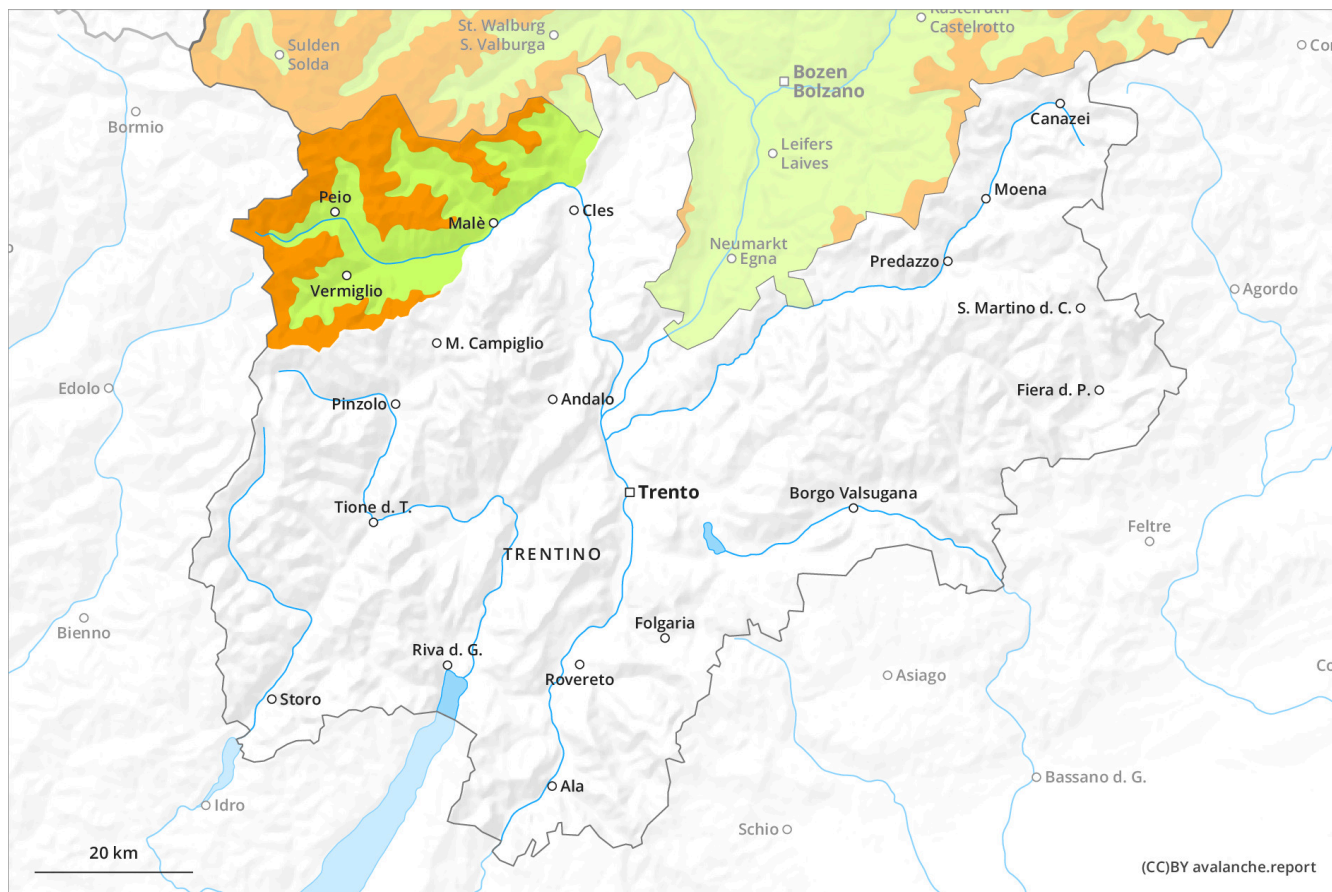 Kastelruth
Castelrotto
St. Walburg
S. Valburga
Sulden
Solda
Bozen
Bolzano
Bormio
Canazei
Leifers
Laives
Peio
Moena
Malè
Cles
Neumarkt
Egna
Predazzo
Vermiglio
Agordo
S. Martino d. C.
M. Campiglio
Edolo
Andalo
Fiera d. P.
Pinzolo
Trento
Borgo Valsugana
Tione d. T.
Feltre
TRENTINO
Bienno
Folgaria
Riva d. G.
Rovereto
Asiago
Storo
Ala
Bassano d. G.
Idro
Schio
20 km
(CC)BY avalanche.report